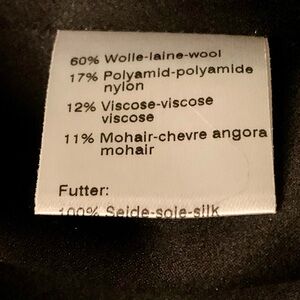 60% Wolle-laine-wool
17% Polyamid-polyamide
nylon
12% Viscose-viscose
viscose
11% Mohair-chevre angora
mohair
Futter:
100% Seide-soie-silk